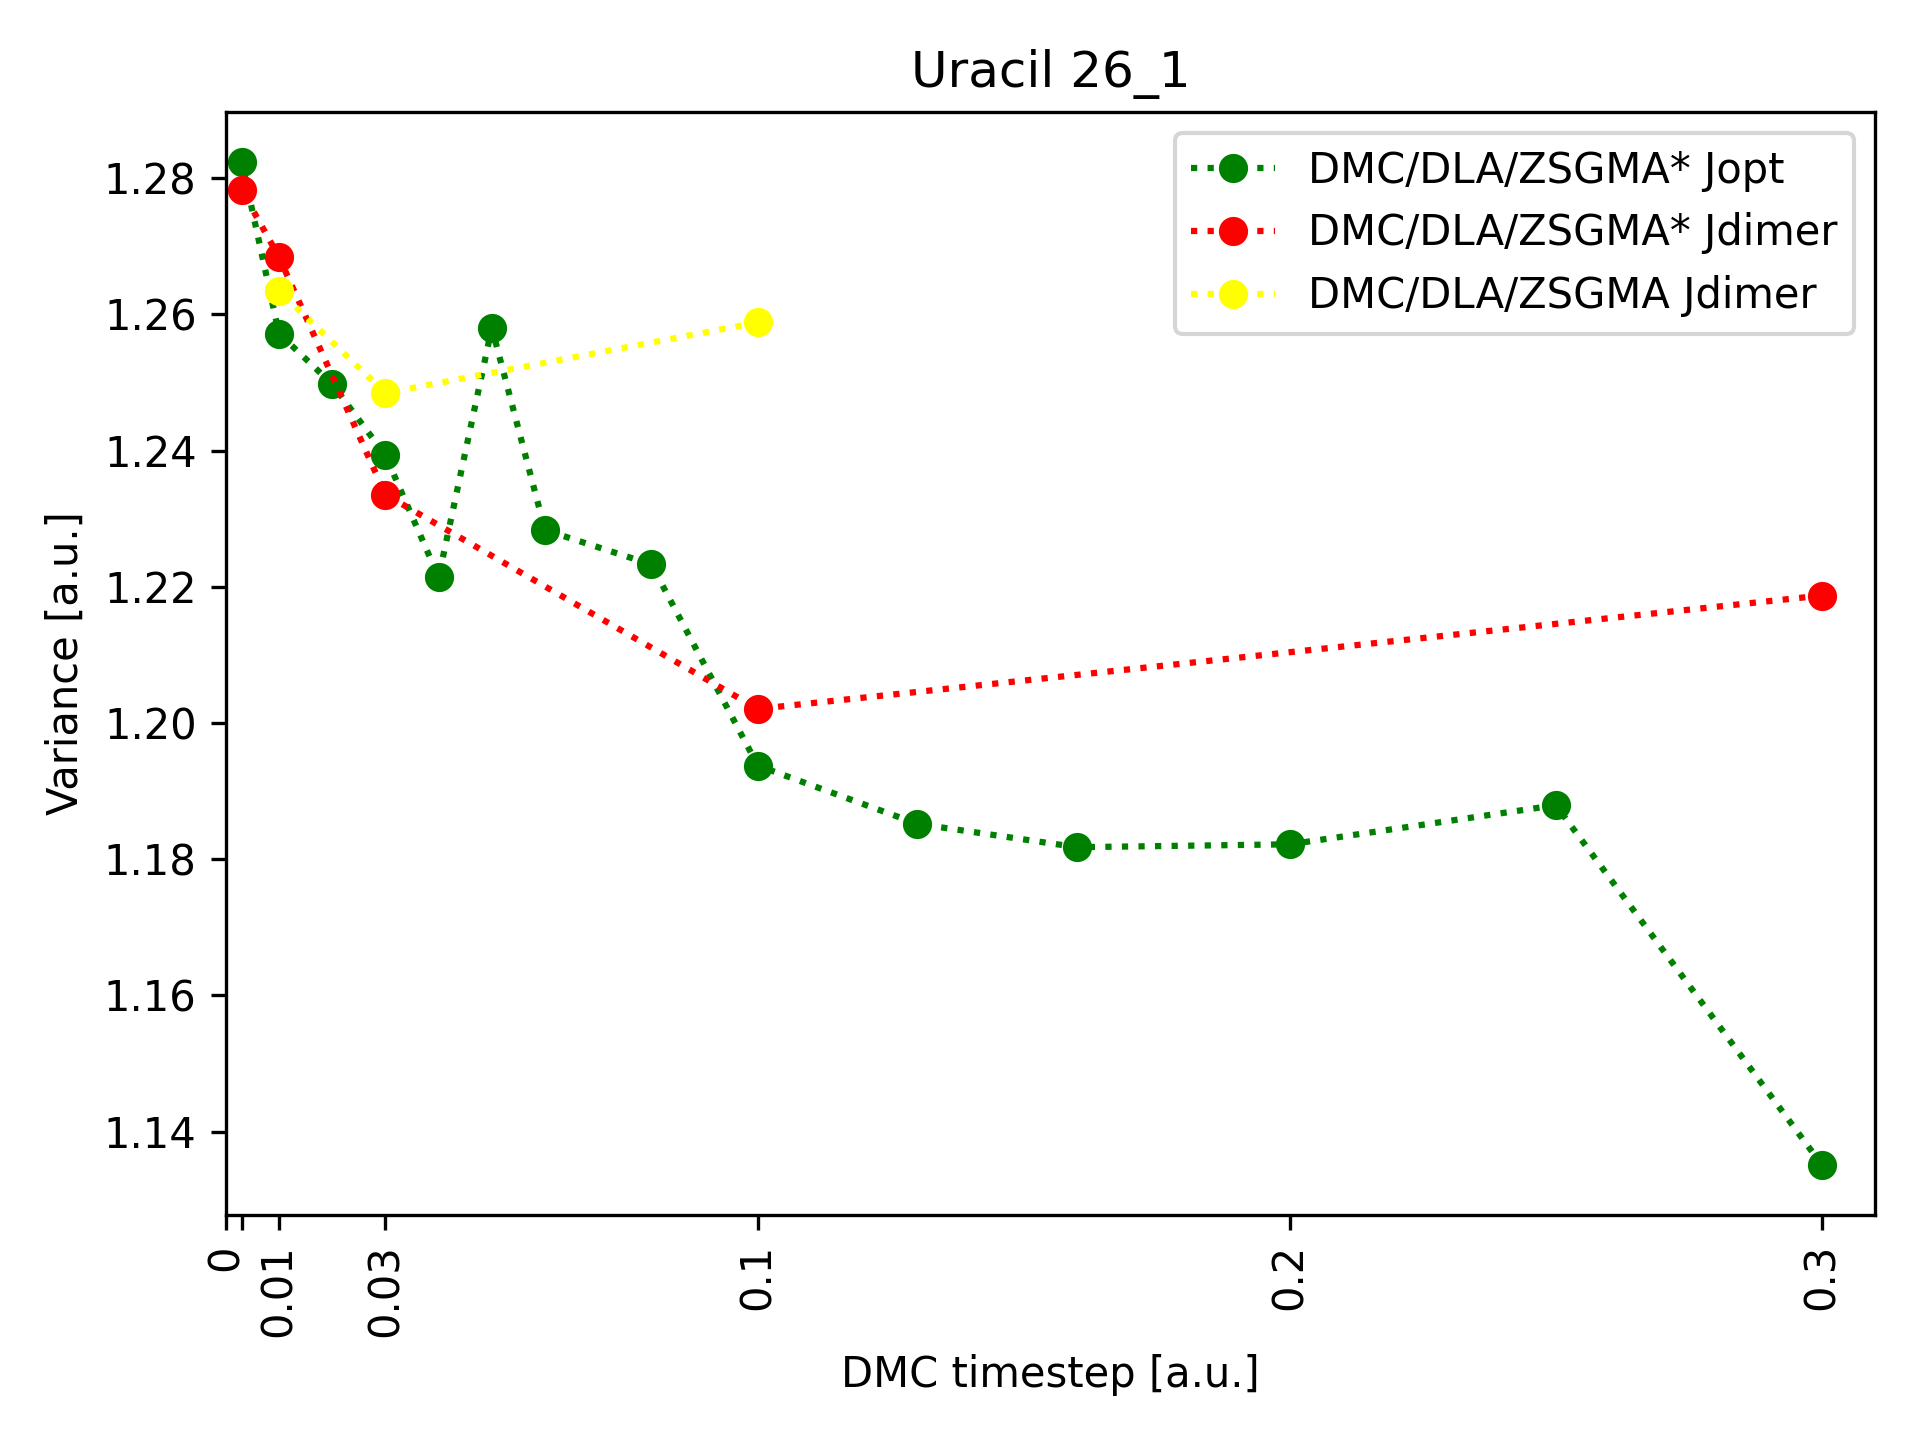 Uracil 26_1
DMC/DLA/ZSGMA* Jopt
DMC/DLA/ZSGMA* Jdimer
DMC/DLA/ZSGMA Jdimer
Variance [a.u.]
1.28
1.26
1.24
1.22
1.20
1.18
1.16
1.14
0
0.01
0.03
0.1
0.2
0.3
DMC timestep [a.u.]